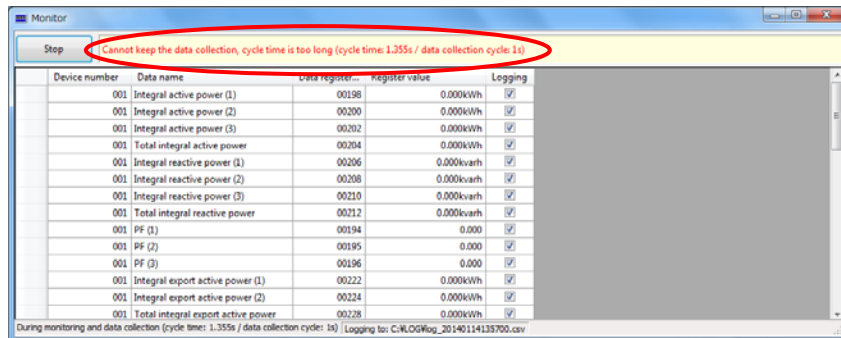 Monitor
Stop
Cannot keep the data collection, cycle time is too long (cycle time: 1.355s / data collection cycle: 1s)
Device number Data name Data register... Register value Logging
001 Integral active power (1) 00198 0.000kWh
001 Integral active power (2) 00200 0.000kWh
001 Integral active power (3) 00202 0.000kWh
001 Total integral active power 00204 0.000kWh
001 Integral reactive power (1) 00206 0.000kvarh
001 Integral reactive power (2) 00208 0.000kvarh
001 Integral reactive power (3) 00210 0.000kvarh
001 Total integral reactive power 00212 0.000kvarh
001 PF (1) 00194 0.000
001 PF (2) 00195 0.000
001 PF (3) 00196 0.000
001 Integral export active power (1) 00222 0.000kWh
001 Integral export active power (2) 00224 0.000kWh
001 Total integral export active power 00228 0.000kWh
During monitoring and data collection (cycle time: 1.355s / data collection cycle: 1s) Logging to: C:¥LOG¥log_20140114135700.csv